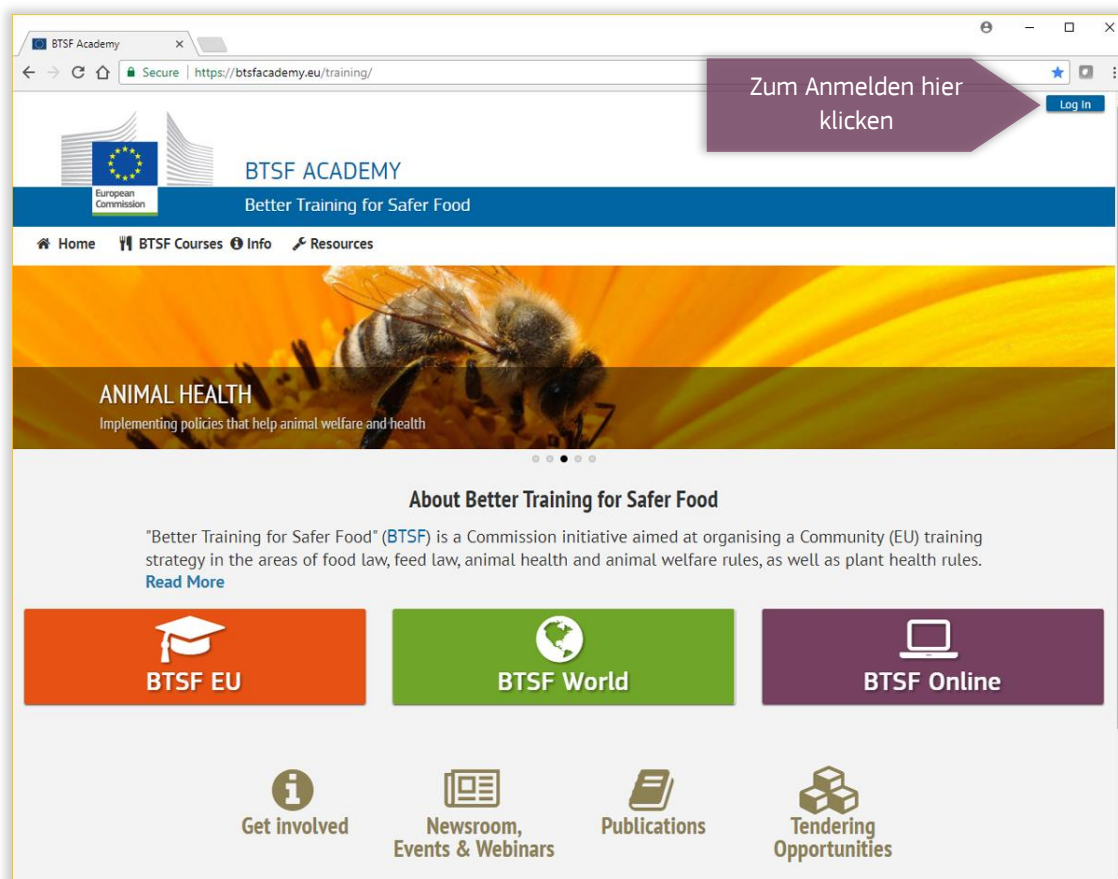 BTSF Academy
Secure | https://btsfacademy.eu/training/
Zum Anmelden hier
klicken
Log In
European
Commission
BTSF ACADEMY
Better Training for Safer Food
Home BTSF Courses Info Resources
ANIMAL HEALTH
Implementing policies that help animal welfare and health
About Better Training for Safer Food
"Better Training for Safer Food" (BTSF) is a Commission initiative aimed at organising a Community (EU) training
strategy in the areas of food law, feed law, animal health and animal welfare rules, as well as plant health rules.
Read More
BTSF EU
BTSF World
BTSF Online
Get involved
Newsroom,
Events & Webinars
Publications
Tendering
Opportunities